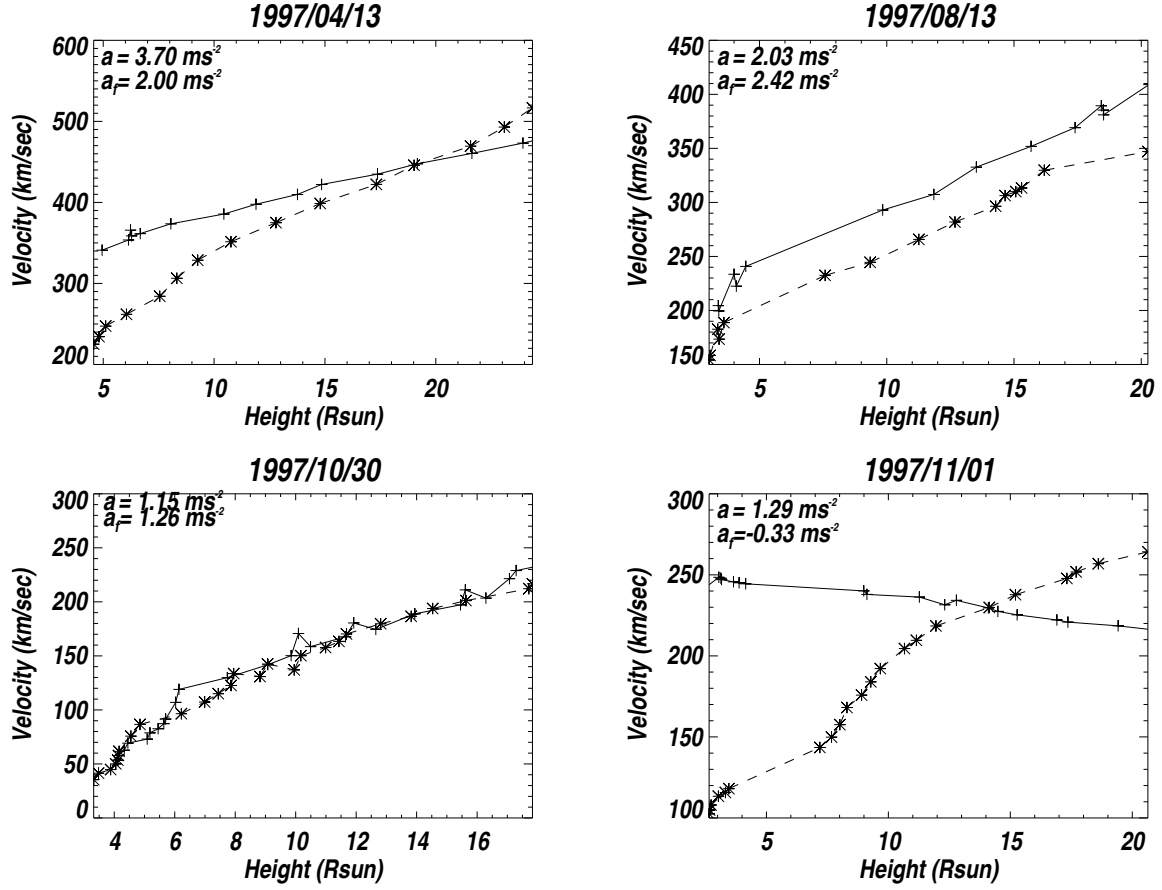 1997/04/13
a = 3.70 ms-2
af= 2.00 ms-2
600
500
400
300
200
Velocity (km/sec)
5 10 15 20
Height (Rsun)
1997/08/13
a = 2.03 ms-2
af= 2.42 ms-2
450
400
350
300
250
200
150
Velocity (km/sec)
5 10 15 20
Height (Rsun)
1997/10/30
a = 1.15 ms-2
af= 1.26 ms-2
300
250
200
150
100
50
0
Velocity (km/sec)
4 6 8 10 12 14 16
Height (Rsun)
1997/11/01
a = 1.29 ms-2
af=-0.33 ms-2
300
250
200
150
100
Velocity (km/sec)
5 10 15 20
Height (Rsun)